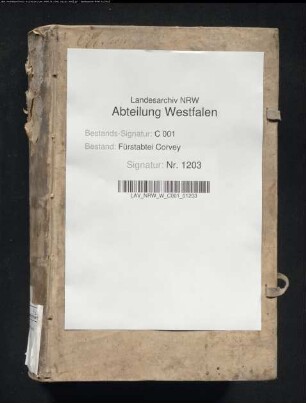 Landesarchiv NRW
Abteilung Westfalen
Bestands-Signatur: C 001
Bestand: Fürstabtei Corvey
Signatur: Nr. 1203
LAV_NRW_W_C001_01203